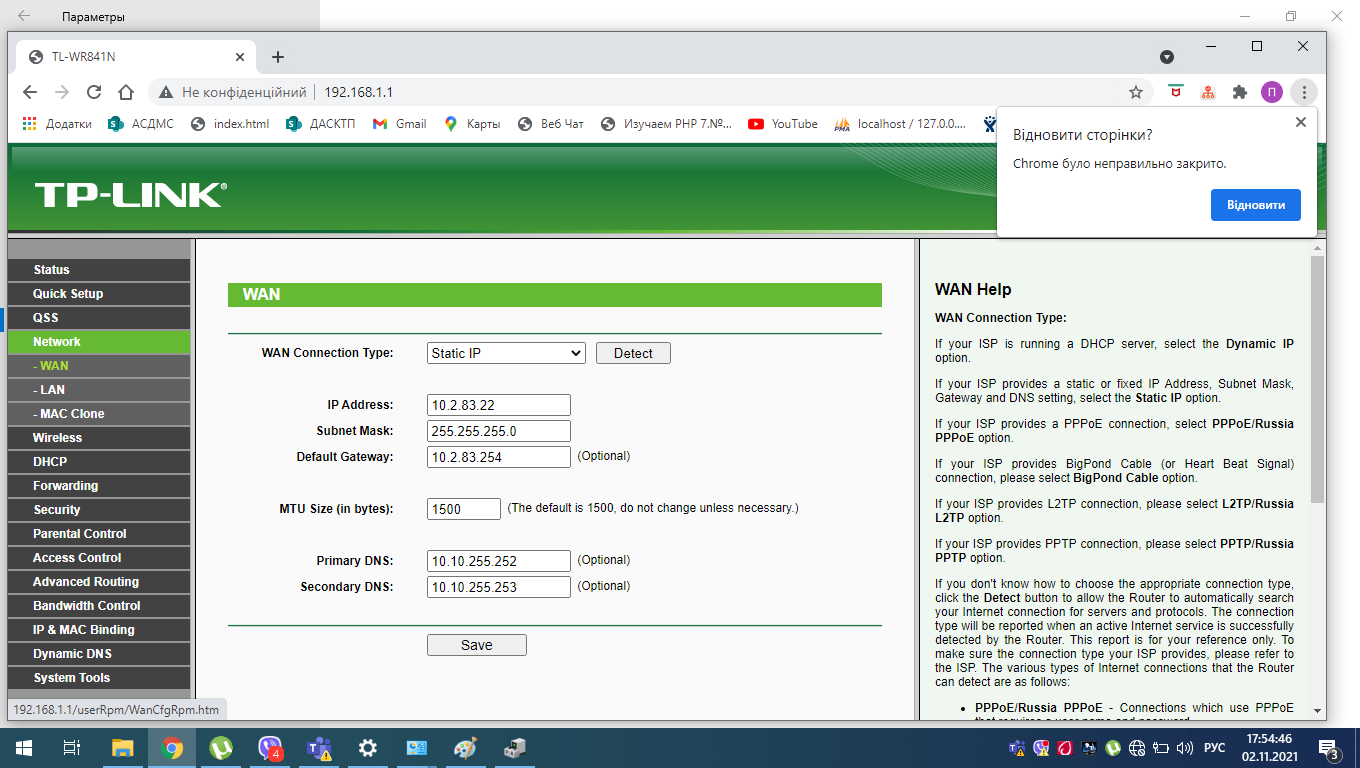 Параметры
TL-WR841N
Не конфіденційний
192.168.1.1
П
Додатки
АСДМС
index.html
ДАСКТП
Gmail
Карты
Веб Чат
Изучаем PHP 7.№...
YouTube
localhost / 127.0.0....
Відновити сторінки?
Chrome було неправильно закрито.
Відновити
TP-LINK®
Status
Quick Setup
QSS
Network
- WAN
- LAN
- MAC Clone
Wireless
DHCP
Forwarding
Security
Parental Control
Access Control
Advanced Routing
Bandwidth Control
IP & MAC Binding
Dynamic DNS
System Tools
192.168.1.1/userRpm/WanCfgRpm.htm
WAN
WAN Connection Type: Static IP Detect
IP Address: 10.2.83.22
Subnet Mask: 255.255.255.0
Default Gateway: 10.2.83.254 (Optional)
MTU Size (in bytes): 1500 (The default is 1500, do not change unless necessary.)
Primary DNS: 10.10.255.252 (Optional)
Secondary DNS: 10.10.255.253 (Optional)
Save
WAN Help
WAN Connection Type:
If your ISP is running a DHCP server, select the Dynamic IP
option.
If your ISP provides a static or fixed IP Address, Subnet Mask,
Gateway and DNS setting, select the Static IP option.
If your ISP provides a PPPoE connection, select PPPoE/Russia
PPPoE option.
If your ISP provides BigPond Cable (or Heart Beat Signal)
connection, please select BigPond Cable option.
If your ISP provides L2TP connection, please select L2TP/Russia
L2TP option.
If your ISP provides PPTP connection, please select PPTP/Russia
PPTP option.
If you don't know how to choose the appropriate connection type,
click the Detect button to allow the Router to automatically search
your Internet connection for servers and protocols. The connection
type will be reported when an active Internet service is successfully
detected by the Router. This report is for your reference only. To
make sure the connection type your ISP provides, please refer to
the ISP. The various types of Internet connections that the Router
can detect are as follows:
• PPPoE/Russia PPPoE - Connections which use PPPoE
that requires a user name and password
4
РУС
17:54:46
02.11.2021
3